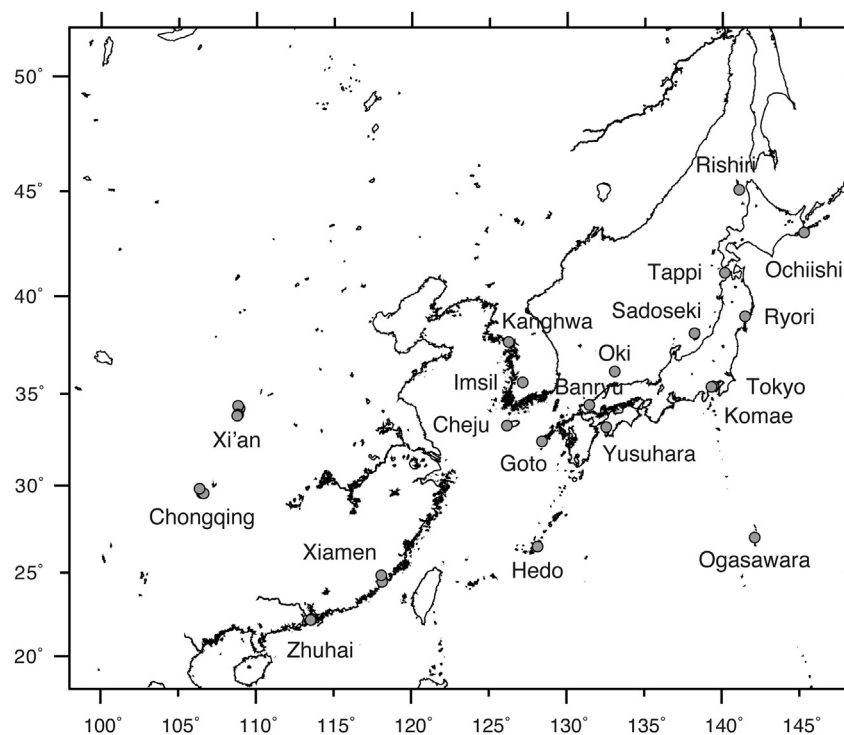 50°
Rishiri
45°
Tappi
Ochiishi
40°
Sadoseki
Ryori
Kanghwa
Oki
Imsil
Banryu
Tokyo
35°
Komae
Cheju
Xi'an
Yusuhara
Goto
30°
Chongqing
Xiamen
Ogasawara
Hedo
25°
Zhuhai
20°
100° 105° 110° 115° 120° 125° 130° 135° 140° 145°